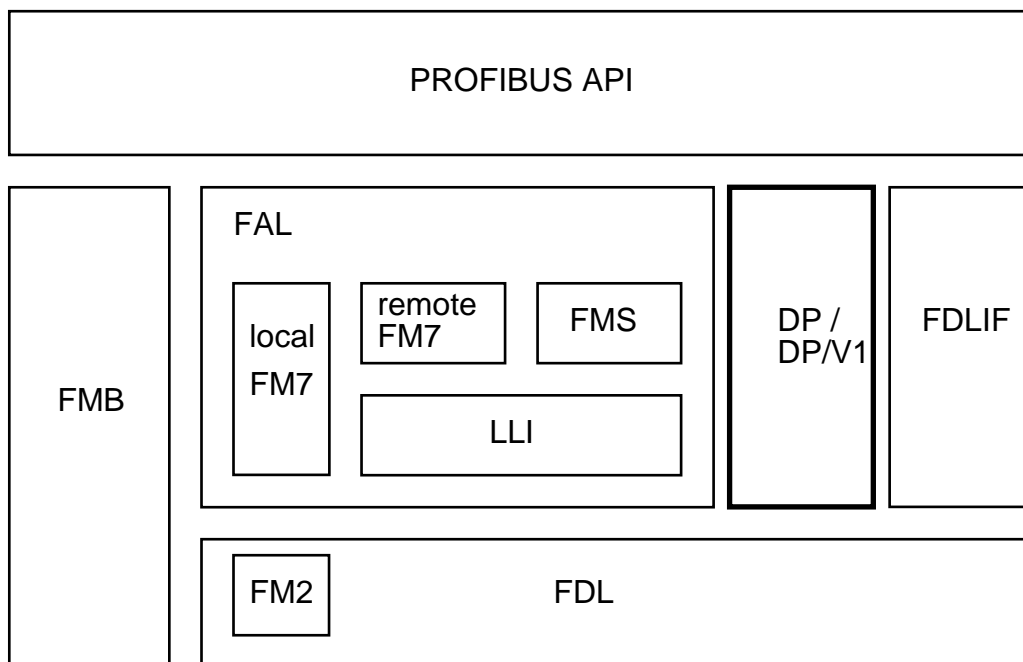 PROFIBUS API
FMB
FAL
local
FM7
remote
FM7
FMS
LLI
DP /
DP/V1
FDLIF
FM2
FDL